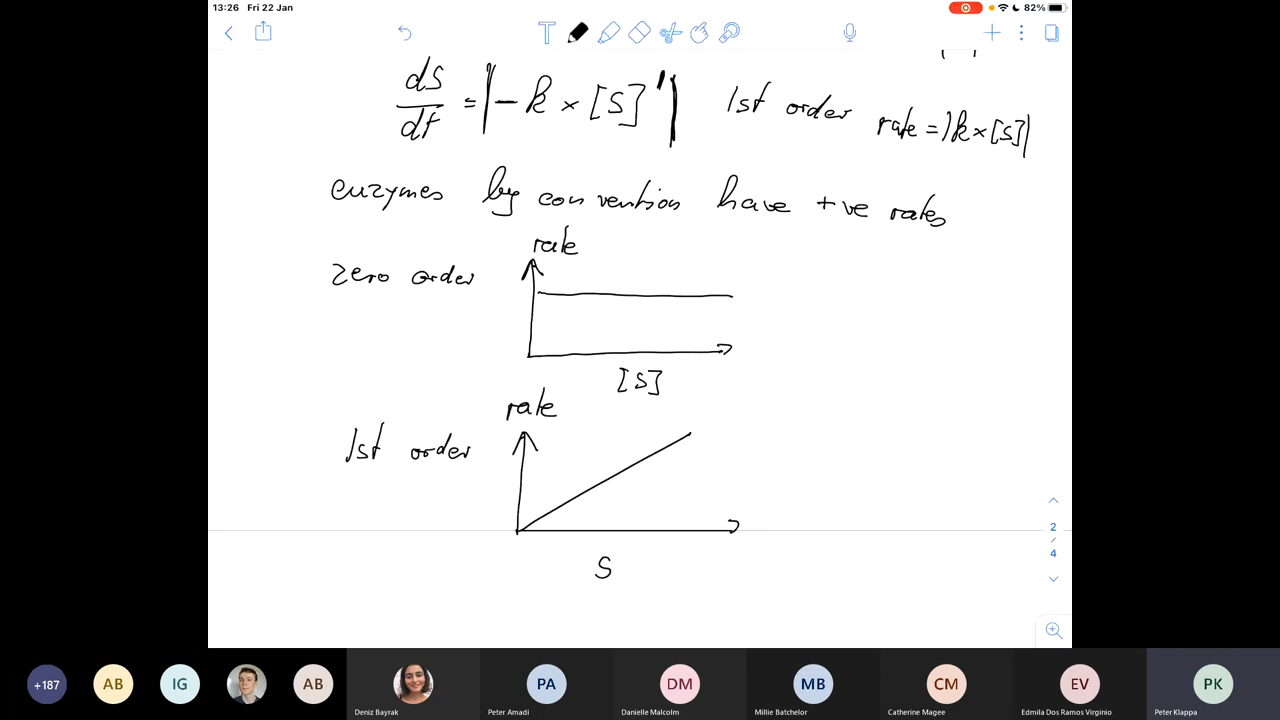 13:26 Fri 22 Jan
82%
T
dS/dt = |-k × [S]¹| 1st order rate = |k × [S]|
enzymes by convention have +ve rates
rate
zero order
[S]
rate
1st order
S
2
/
4
+187
AB
IG
AB
Deniz Bayrak
PA
Peter Amadi
DM
Danielle Malcolm
MB
Millie Batchelor
CM
Catherine Magee
EV
Edmila Dos Ramos Virginio
PK
Peter Klappa